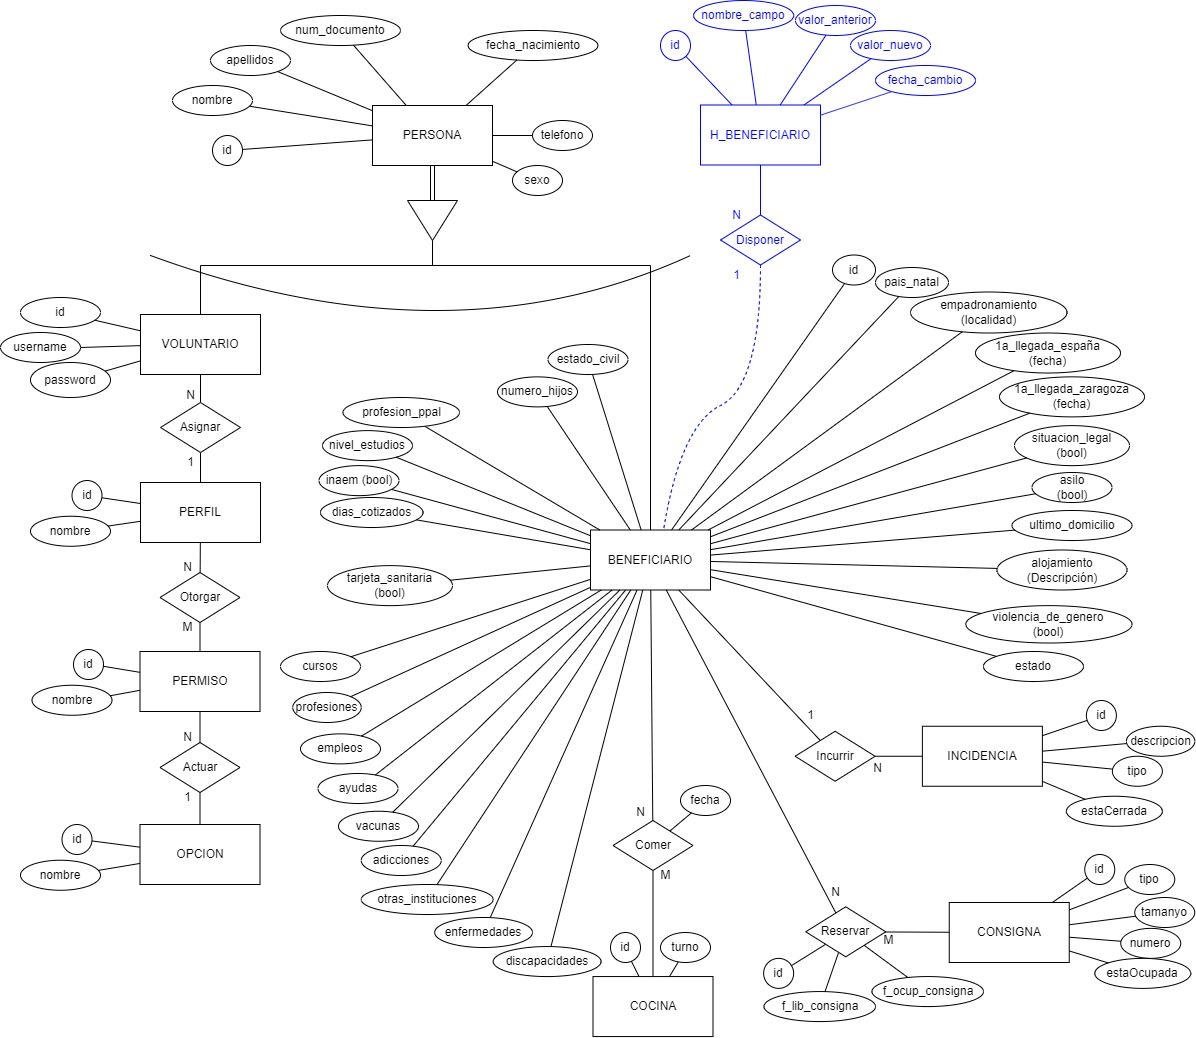 num_documento
apellidos
fecha_nacimiento
nombre
PERSONA
telefono
id
sexo
nombre_campo
valor_anterior
id
valor_nuevo
fecha_cambio
H_BENEFICIARIO
N
Disponer
1
id
username
password
VOLUNTARIO
N
Asignar
1
id
nombre
PERFIL
N
Otorgar
M
id
nombre
PERMISO
N
Actuar
1
id
nombre
OPCION
estado_civil
numero_hijos
profesion_ppal
nivel_estudios
inaem (bool)
dias_cotizados
tarjeta_sanitaria
(bool)
BENEFICIARIO
id
pais_natal
empadronamiento
(localidad)
1a_llegada_españa
(fecha)
1a_llegada_zaragoza
(fecha)
situacion_legal
(bool)
asilo
(bool)
ultimo_domicilio
alojamiento
(Descripción)
violencia_de_genero
(bool)
estado
cursos
profesiones
empleos
ayudas
vacunas
adicciones
otras_instituciones
enfermedades
discapacidades
N
Comer
M
fecha
id
turno
COCINA
1
Incurrir
N
INCIDENCIA
id
descripcion
tipo
estaCerrada
N
Reservar
M
id
f_lib_consigna
f_ocup_consigna
CONSIGNA
id
tipo
tamanyo
numero
estaOcupada